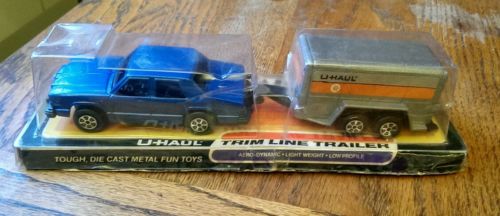 U-HAUL
U-HAUL TRIM LINE TRAILER
TOUGH, DIE CAST METAL FUN TOYS
AERO-DYNAMIC • LIGHT WEIGHT • LOW PROFILE